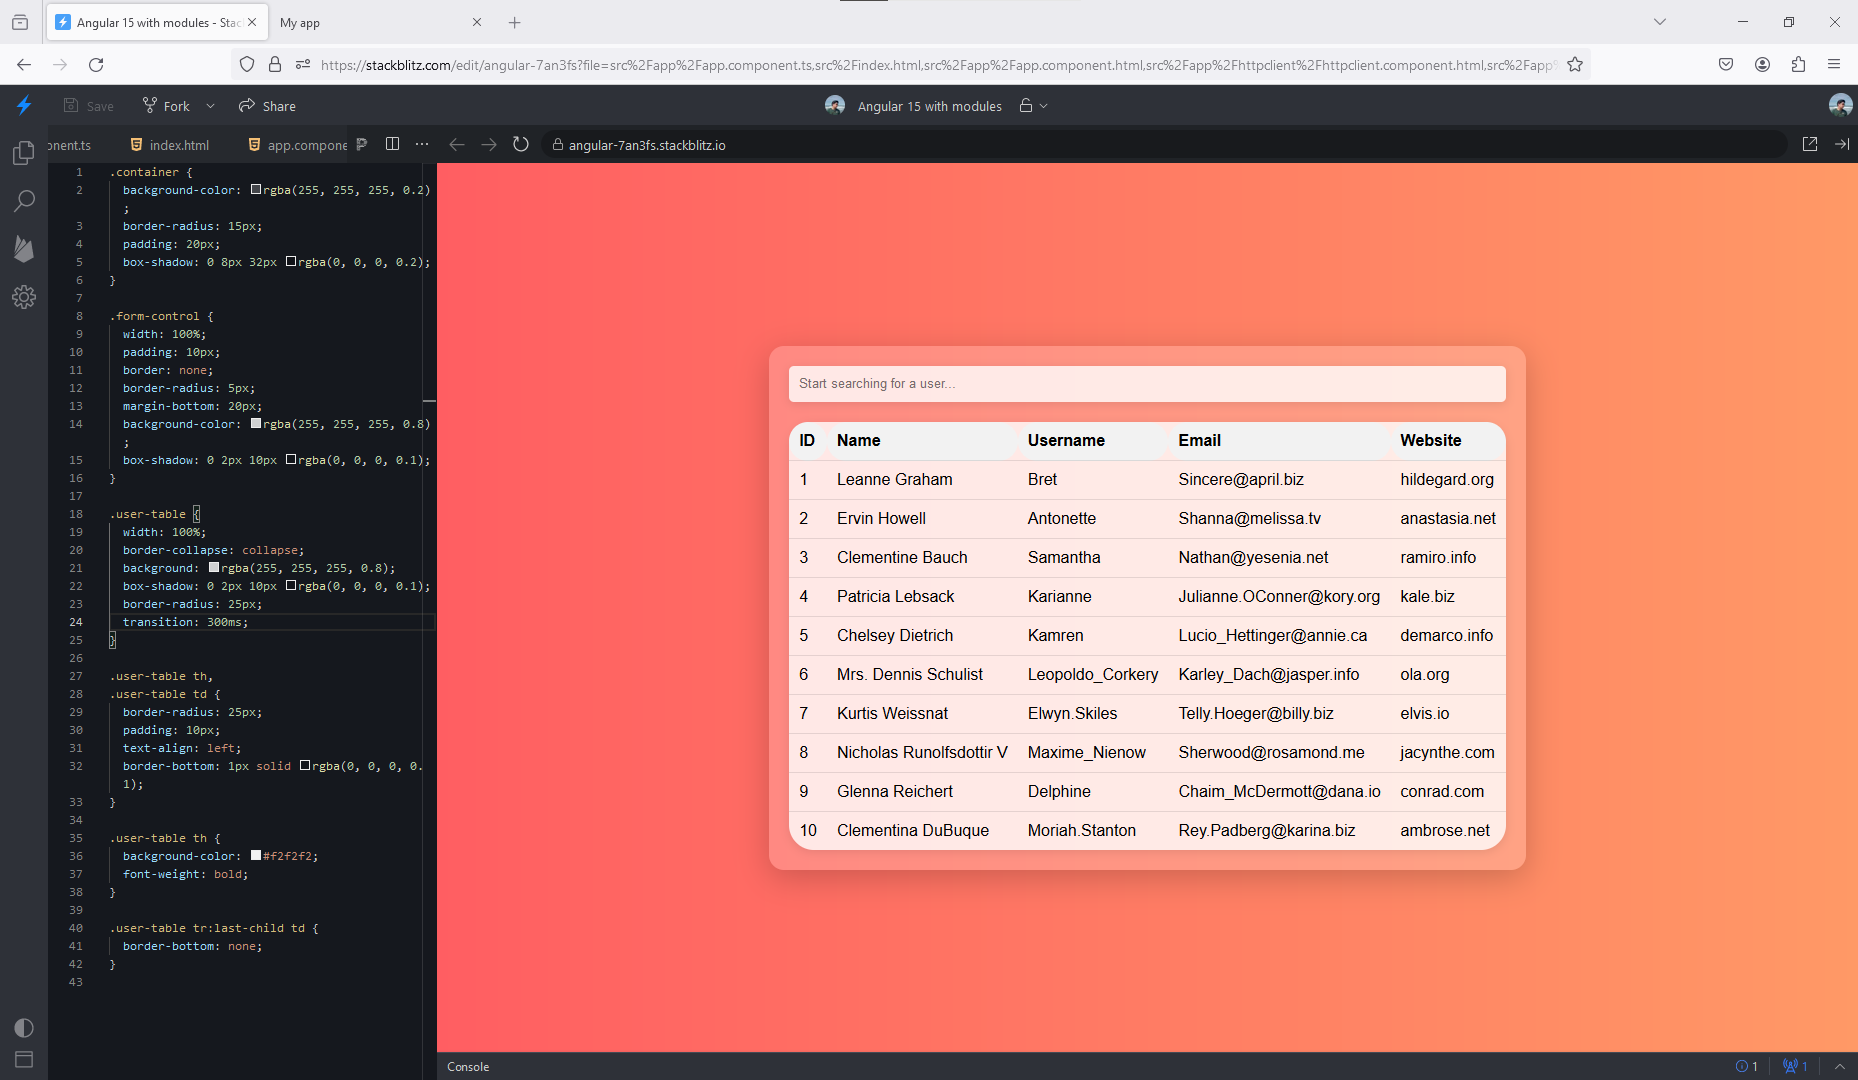 Angular 15 with modules - Stac
My app
https://stackblitz.com/edit/angular-7an3fs?file=src%2Fapp%2Fapp.component.ts,src%2Findex.html,src%2Fapp%2Fapp.component.html,src%2Fapp%2Fhttpclient%2Fhttpclient.component.html,src%2Fapp%
Save
Fork
Share
Angular 15 with modules
onent.ts
index.html
app.compone
angular-7an3fs.stackblitz.io
1 .container {
2 background-color: rgba(255, 255, 255, 0.2)
;
3 border-radius: 15px;
4 padding: 20px;
5 box-shadow: 0 8px 32px rgba(0, 0, 0, 0.2);
6 }
7
8 .form-control {
9 width: 100%;
10 padding: 10px;
11 border: none;
12 border-radius: 5px;
13 margin-bottom: 20px;
14 background-color: rgba(255, 255, 255, 0.8)
;
15 box-shadow: 0 2px 10px rgba(0, 0, 0, 0.1);
16 }
17
18 .user-table {
19 width: 100%;
20 border-collapse: collapse;
21 background: rgba(255, 255, 255, 0.8);
22 box-shadow: 0 2px 10px rgba(0, 0, 0, 0.1);
23 border-radius: 25px;
24 transition: 300ms;
25 }
26
27 .user-table th,
28 .user-table td {
29 border-radius: 25px;
30 padding: 10px;
31 text-align: left;
32 border-bottom: 1px solid rgba(0, 0, 0, 0.
1);
33 }
34
35 .user-table th {
36 background-color: #f2f2f2;
37 font-weight: bold;
38 }
39
40 .user-table tr:last-child td {
41 border-bottom: none;
42 }
43
Start searching for a user...
ID Name Username Email Website
1 Leanne Graham Bret Sincere@april.biz hildegard.org
2 Ervin Howell Antonette Shanna@melissa.tv anastasia.net
3 Clementine Bauch Samantha Nathan@yesenia.net ramiro.info
4 Patricia Lebsack Karianne Julianne.OConner@kory.org kale.biz
5 Chelsey Dietrich Kamren Lucio_Hettinger@annie.ca demarco.info
6 Mrs. Dennis Schulist Leopoldo_Corkery Karley_Dach@jasper.info ola.org
7 Kurtis Weissnat Elwyn.Skiles Telly.Hoeger@billy.biz elvis.io
8 Nicholas Runolfsdottir V Maxime_Nienow Sherwood@rosamond.me jacynthe.com
9 Glenna Reichert Delphine Chaim_McDermott@dana.io conrad.com
10 Clementina DuBuque Moriah.Stanton Rey.Padberg@karina.biz ambrose.net
Console
1
1